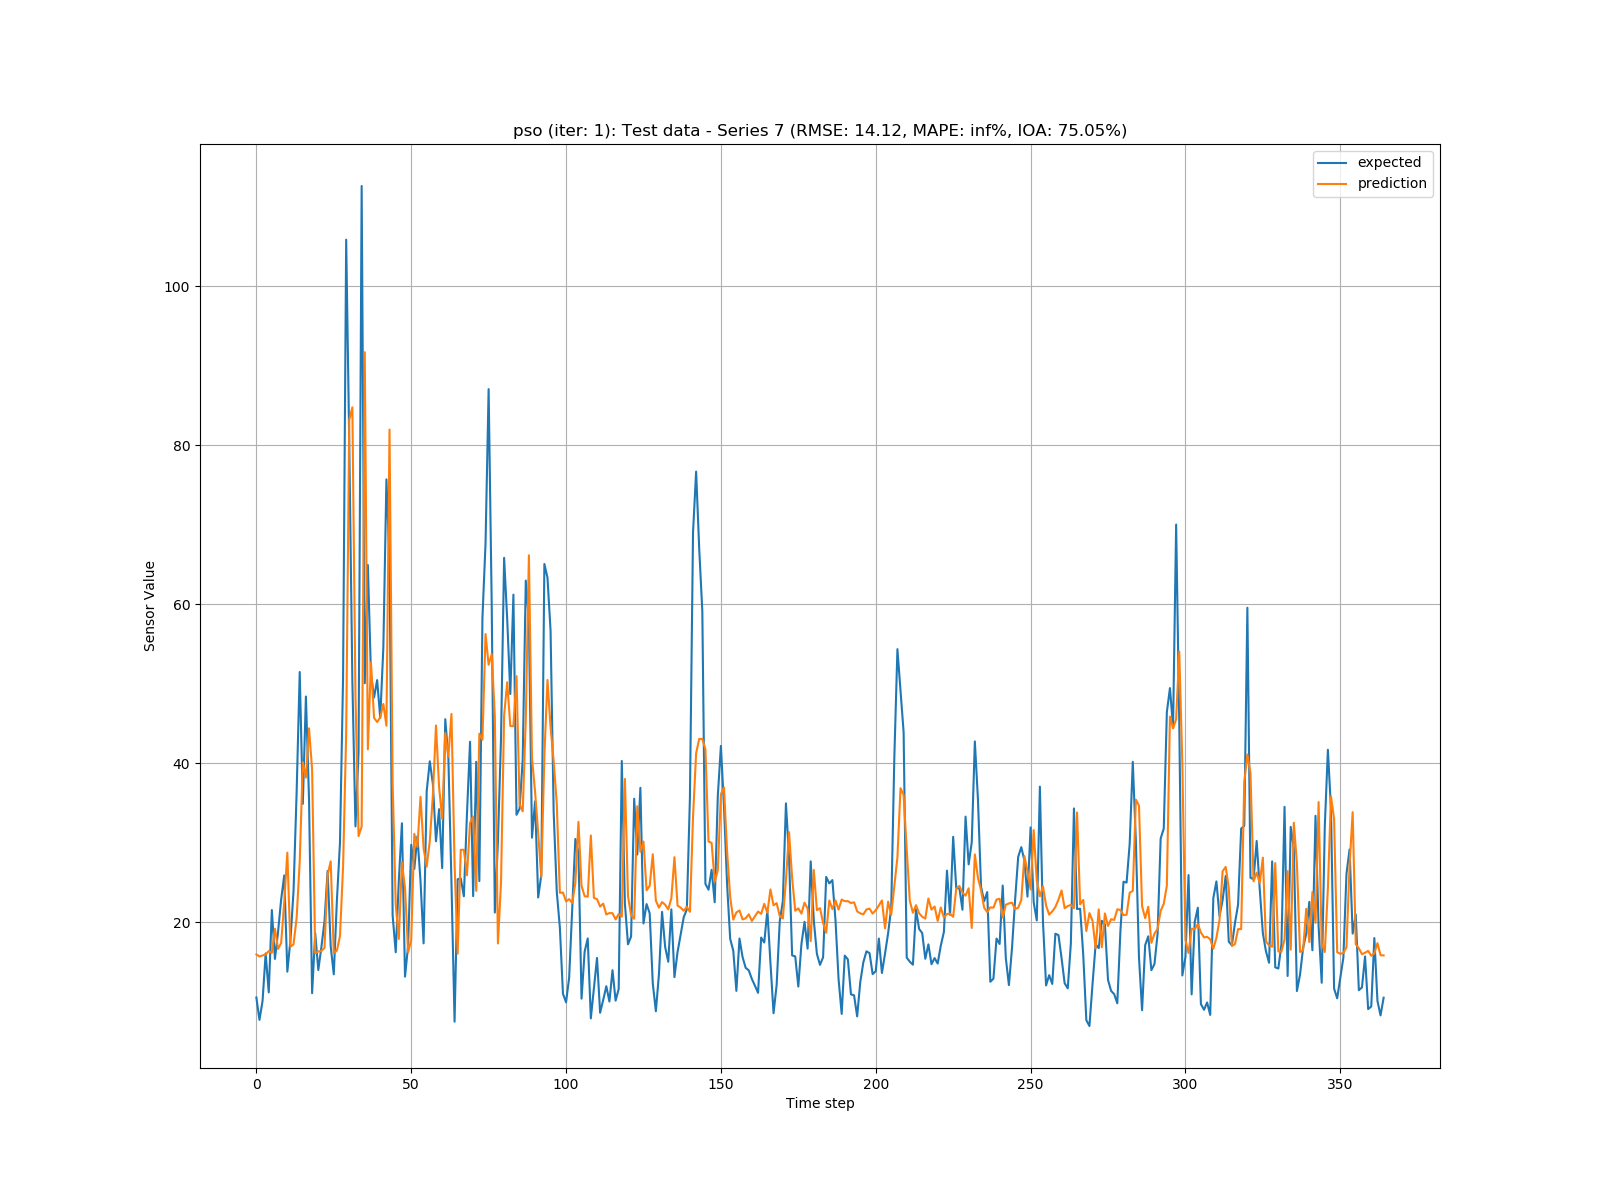 pso (iter: 1): Test data - Series 7 (RMSE: 14.12, MAPE: inf%, IOA: 75.05%)
expected
prediction
100
80
60
40
20
Sensor Value
0 50 100 150 200 250 300 350
Time step